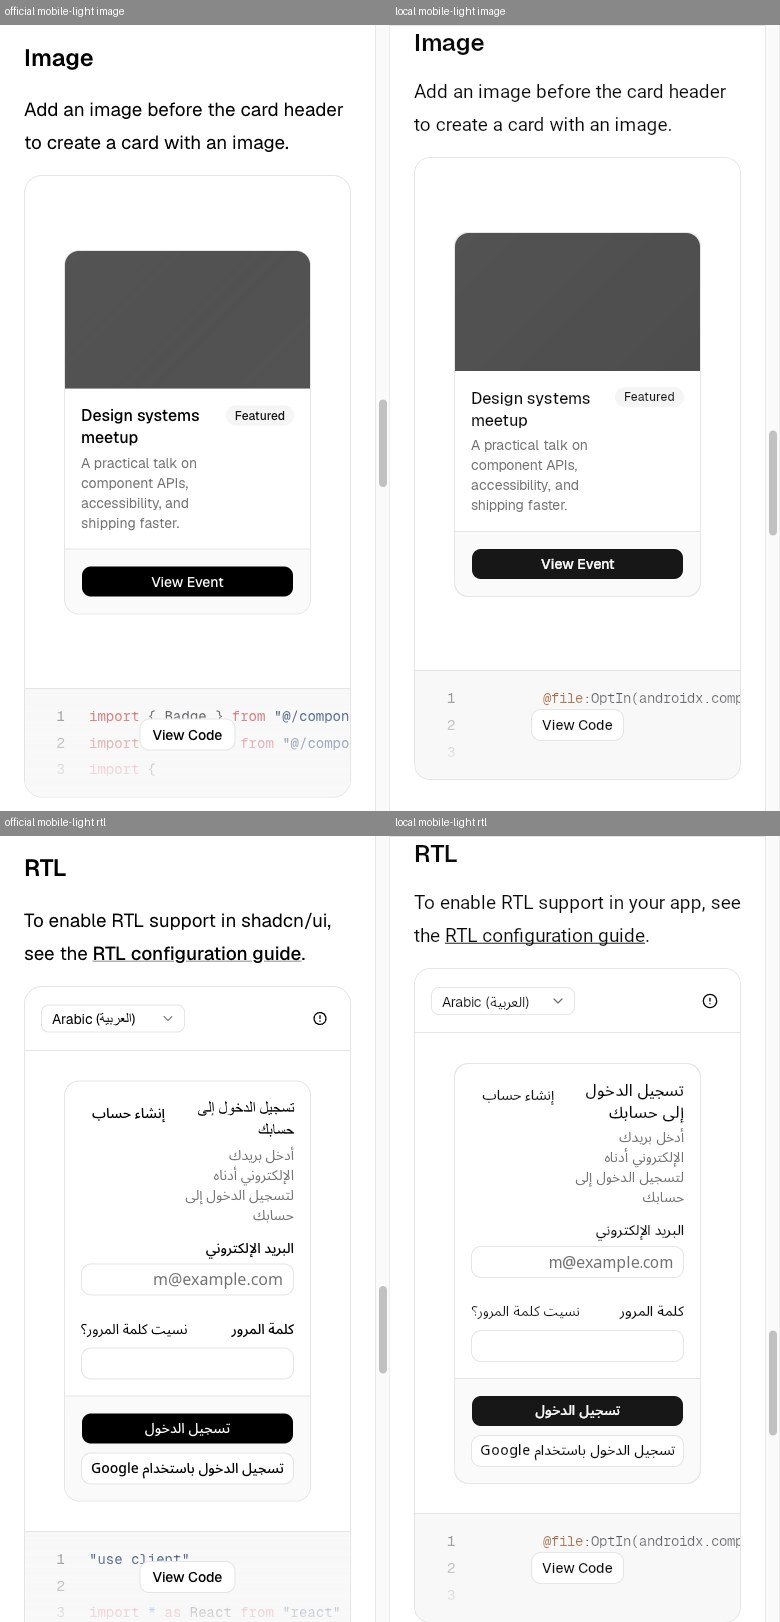 official mobile-light image
Image
Add an image before the card header
to create a card with an image.
Design systems
meetup
Featured
A practical talk on
component APIs,
accessibility, and
shipping faster.
View Event
1 import { Badge } from "@/compon
2 import from "@/compo
3 import {
View Code
local mobile-light image
Image
Add an image before the card header
to create a card with an image.
Design systems
meetup
Featured
A practical talk on
component APIs,
accessibility, and
shipping faster.
View Event
1 @file:OptIn(androidx.comp
2
3
View Code
official mobile-light rtl
RTL
To enable RTL support in shadcn/ui,
see the RTL configuration guide.
Arabic (العربية)
تسجيل الدخول إلى
حسابك
إنشاء حساب
أدخل بريدك
الإلكتروني أدناه
لتسجيل الدخول إلى
حسابك
البريد الإلكتروني
m@example.com
كلمة المرور
نسيت كلمة المرور؟
تسجيل الدخول
تسجيل الدخول باستخدام Google
1 "use client"
2
3 import * as React from "react"
View Code
local mobile-light rtl
RTL
To enable RTL support in your app, see
the RTL configuration guide.
Arabic (العربية)
تسجيل الدخول
إلى حسابك
إنشاء حساب
أدخل بريدك
الإلكتروني أدناه
لتسجيل الدخول إلى
حسابك
البريد الإلكتروني
m@example.com
كلمة المرور
نسيت كلمة المرور؟
تسجيل الدخول
تسجيل الدخول باستخدام Google
1 @file:OptIn(androidx.comp
2
3
View Code